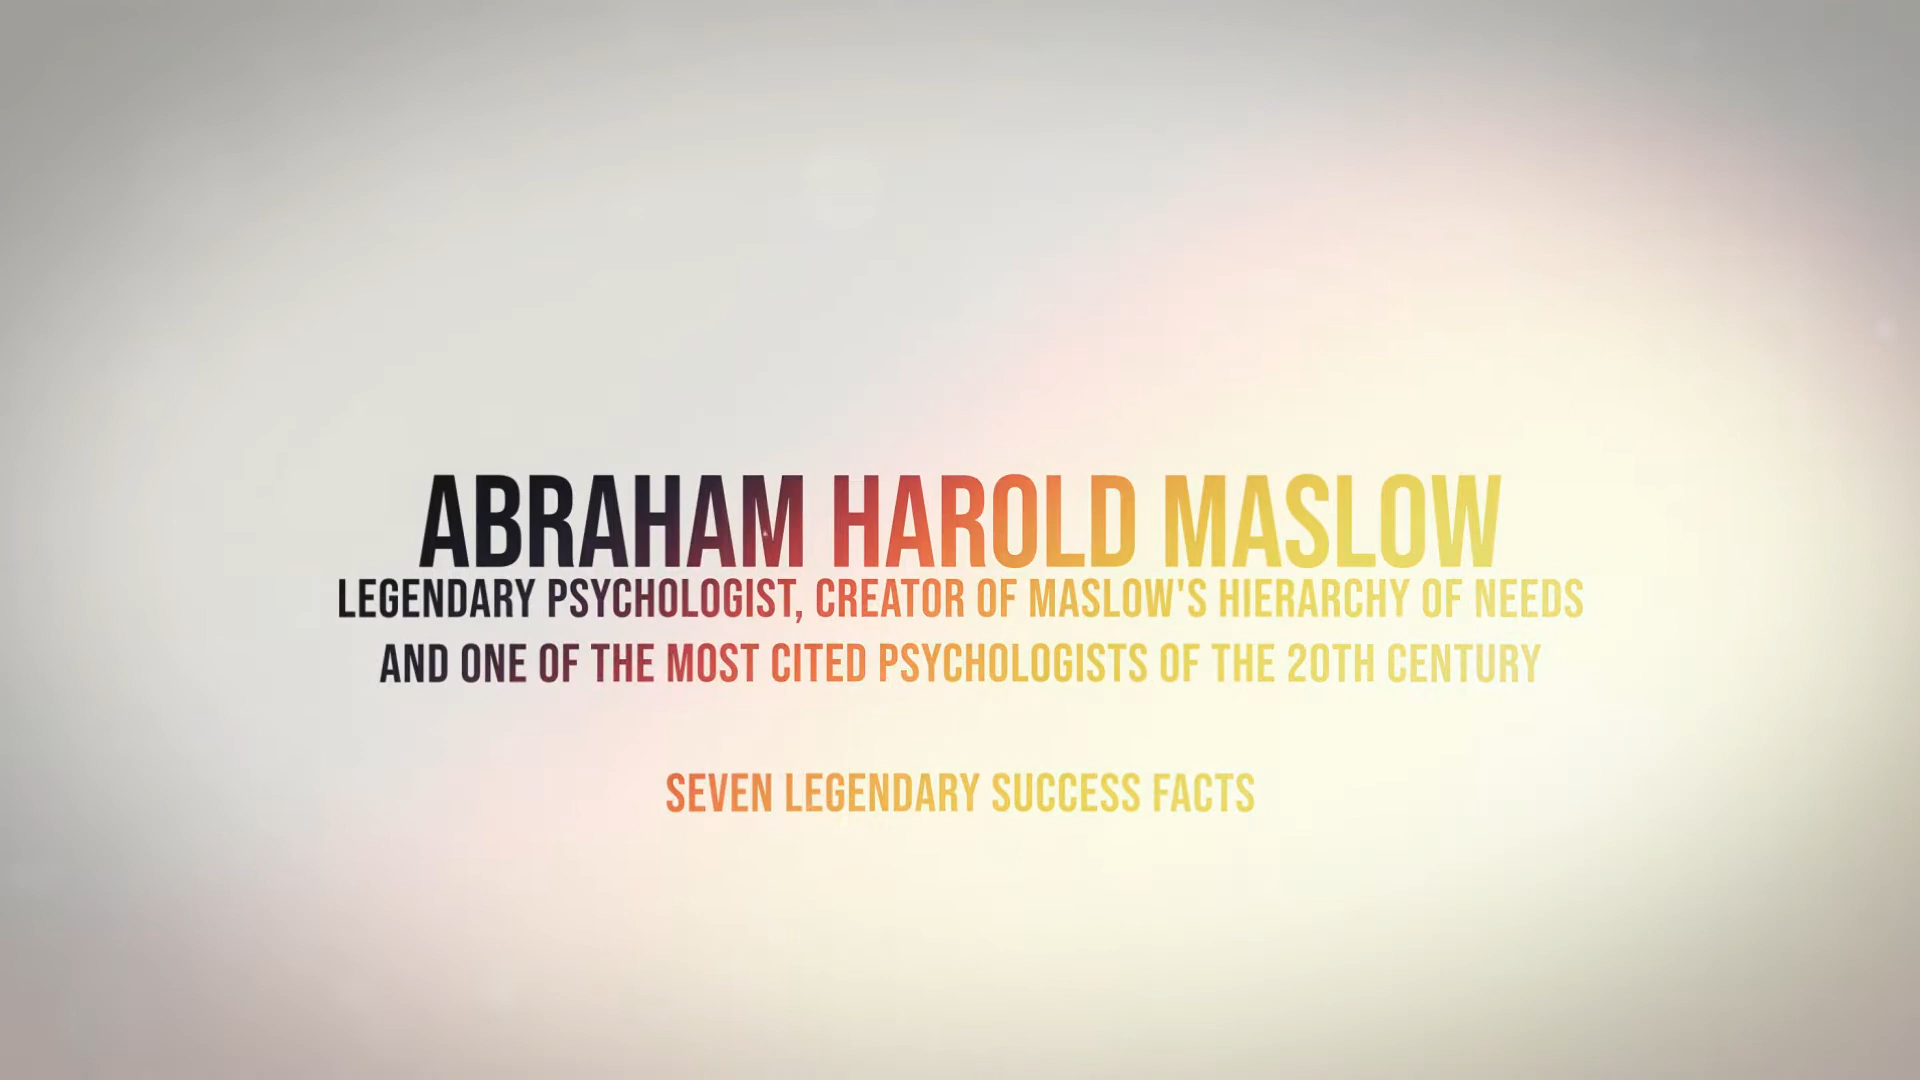 ABRAHAM HAROLD MASLOW
LEGENDARY PSYCHOLOGIST, CREATOR OF MASLOW'S HIERARCHY OF NEEDS
AND ONE OF THE MOST CITED PSYCHOLOGISTS OF THE 20TH CENTURY
SEVEN LEGENDARY SUCCESS FACTS